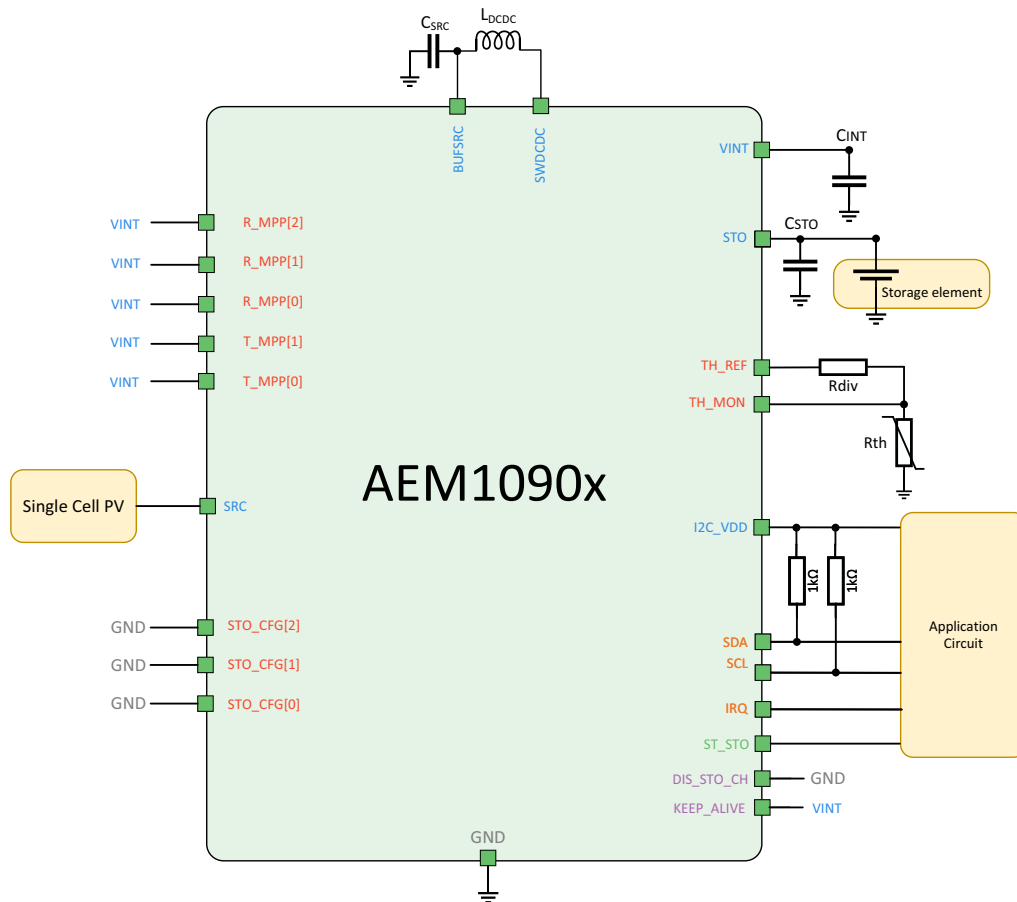 CSRC
LDCDC
BUFSRC
SWDCDC
VINT
CINT
STO
CSTO
Storage element
VINT
R_MPP[2]
VINT
R_MPP[1]
VINT
R_MPP[0]
VINT
T_MPP[1]
VINT
T_MPP[0]
TH_REF
Rdiv
TH_MON
Rth
AEM1090x
Single Cell PV
SRC
I2C_VDD
1kΩ
1kΩ
Application
Circuit
GND
STO_CFG[2]
GND
STO_CFG[1]
GND
STO_CFG[0]
SDA
SCL
IRQ
ST_STO
DIS_STO_CH
GND
KEEP_ALIVE
VINT
GND